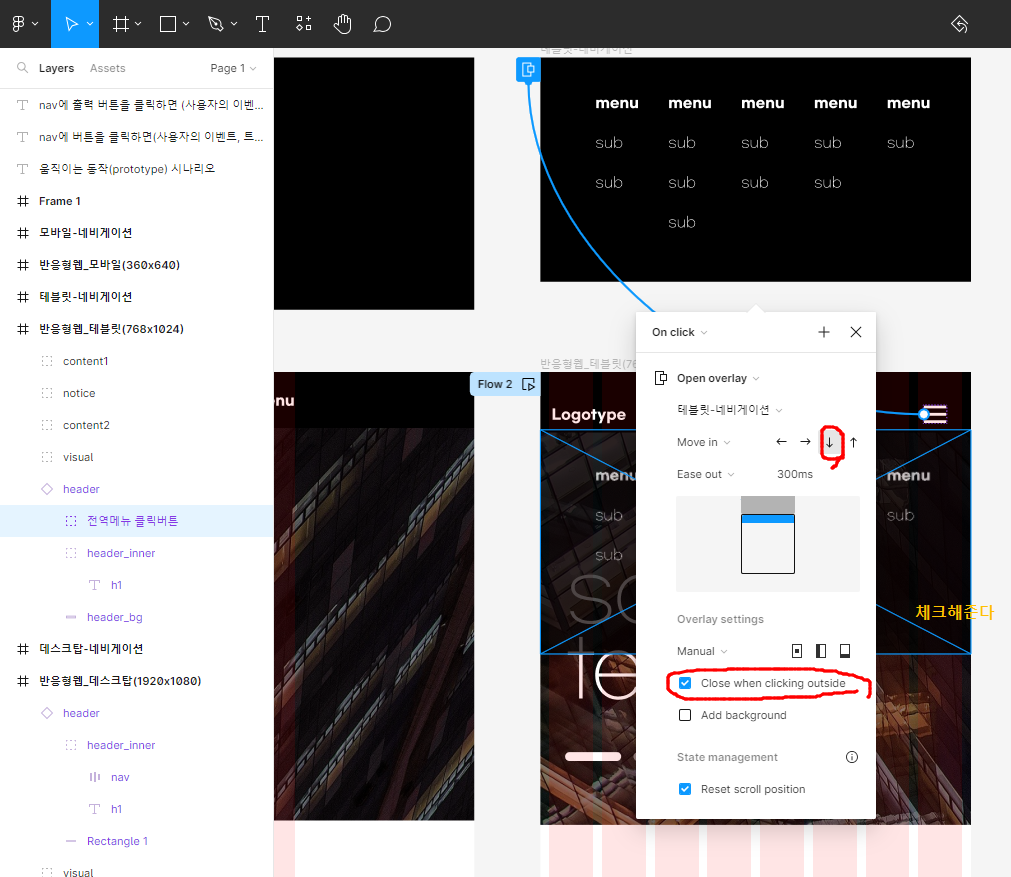 테블릿-네비게이션
Layers
Assets
Page 1
nav에 출력 버튼을 클릭하면 (사용자의 이벤...
nav에 버튼을 클릭하면(사용자의 이벤트, 트...
움직이는 동작(prototype) 시나리오
Frame 1
모바일-네비게이션
반응형웹_모바일(360x640)
테블릿-네비게이션
반응형웹_테블릿(768x1024)
content1
notice
content2
visual
header
전역메뉴 클릭버튼
header_inner
h1
header_bg
데스크탑-네비게이션
반응형웹_데스크탑(1920x1080)
header
header_inner
nav
h1
Rectangle 1
visual
menu menu menu menu menu
sub sub sub sub sub
sub sub sub sub
sub
반응형웹_테블릿(76
Flow 2
nu
Logotype
menu
menu
sub
sub
sub
so
te
On click
Open overlay
테블릿-네비게이션
Move in
Ease out
300ms
Overlay settings
Manual
Close when clicking outside
Add background
State management
Reset scroll position
체크해준다